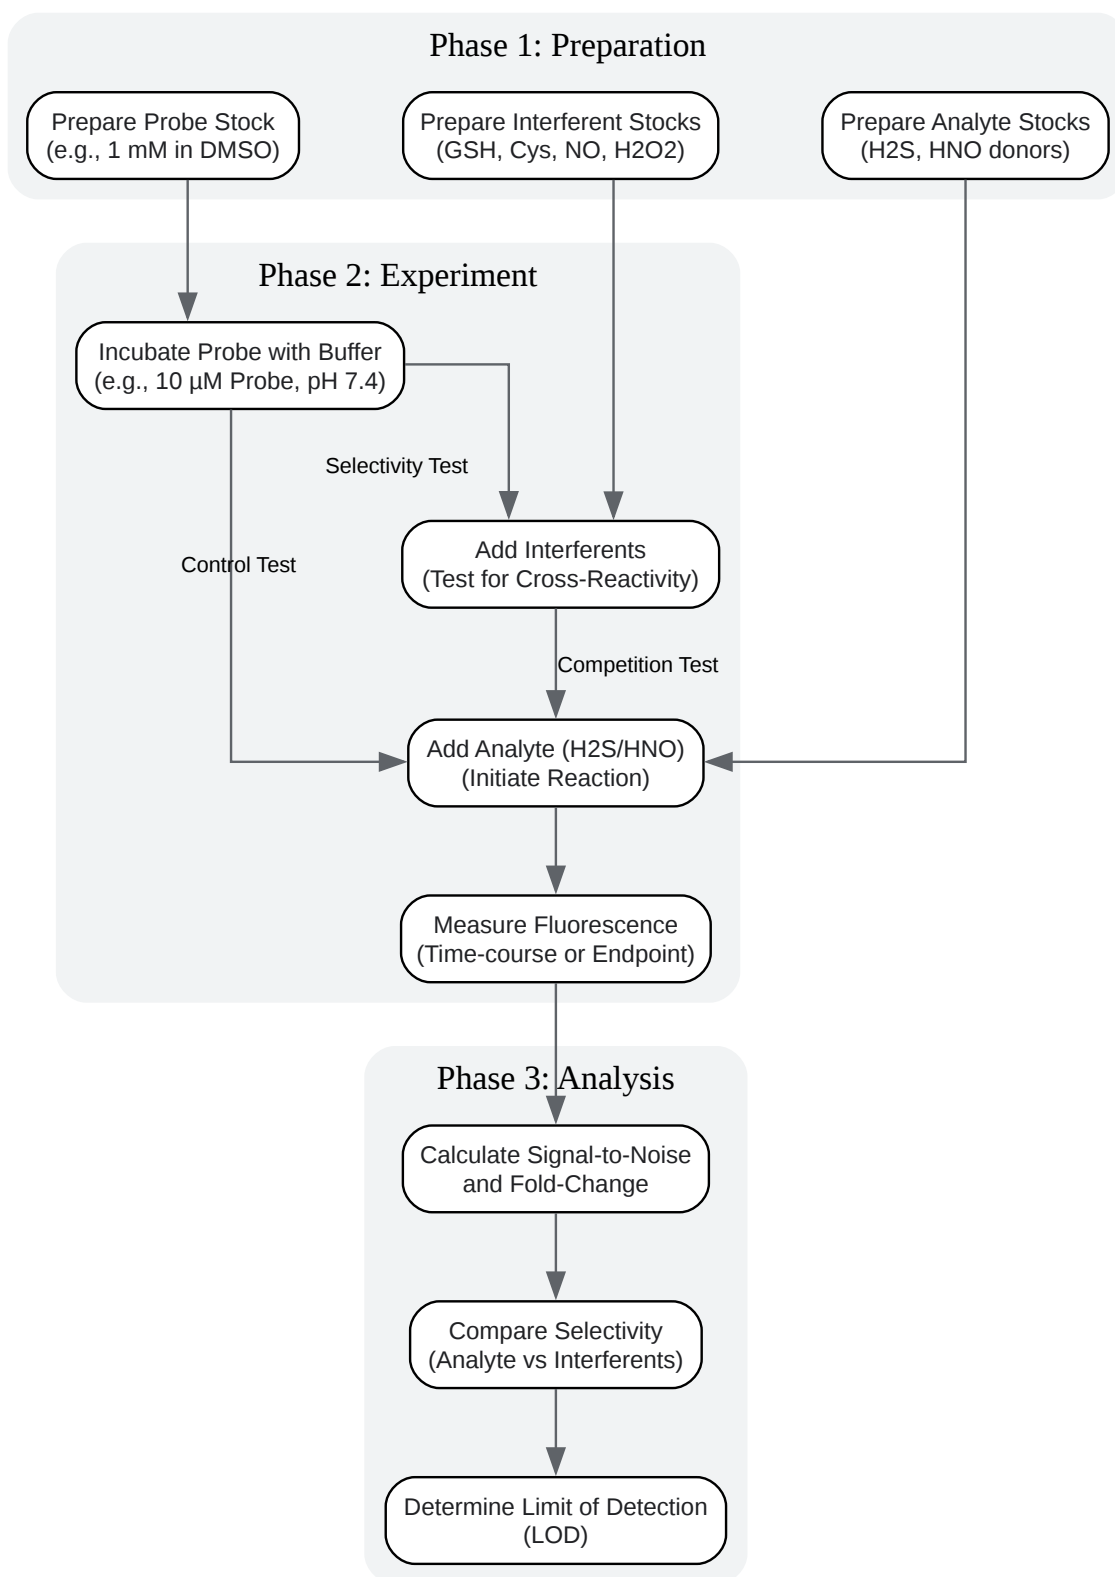 Phase 1: Preparation
Prepare Probe Stock
(e.g., 1 mM in DMSO)
Prepare Interferent Stocks
(GSH, Cys, NO, H2O2)
Prepare Analyte Stocks
(H2S, HNO donors)
Phase 2: Experiment
Incubate Probe with Buffer
(e.g., 10 µM Probe, pH 7.4)
Selectivity Test
Control Test
Add Interferents
(Test for Cross-Reactivity)
Competition Test
Add Analyte (H2S/HNO)
(Initiate Reaction)
Measure Fluorescence
(Time-course or Endpoint)
Phase 3: Analysis
Calculate Signal-to-Noise
and Fold-Change
Compare Selectivity
(Analyte vs Interferents)
Determine Limit of Detection
(LOD)